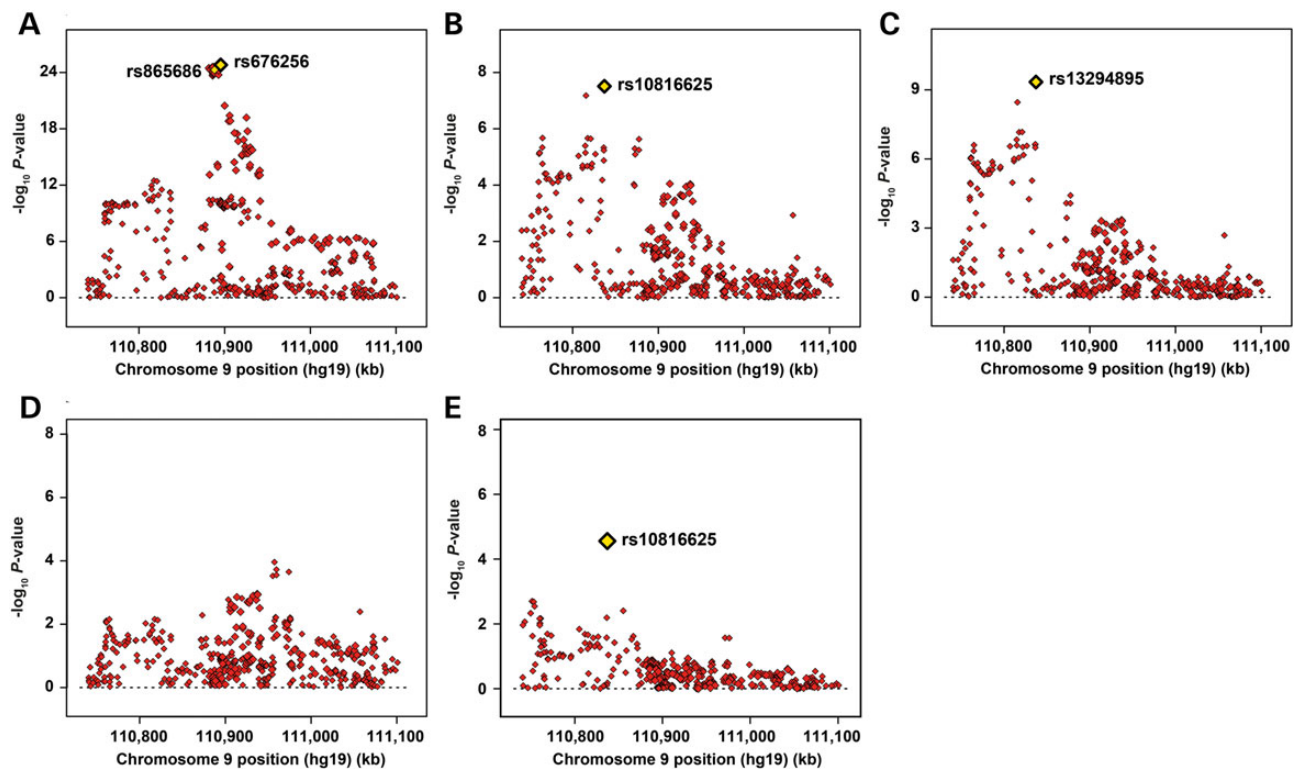 A
-log10 P-value
24
18
12
6
0
rs865686
rs676256
110,800 110,900 111,000 111,100
Chromosome 9 position (hg19) (kb)
B
-log10 P-value
8
6
4
2
0
rs10816625
110,800 110,900 111,000 111,100
Chromosome 9 position (hg19) (kb)
C
-log10 P-value
9
6
3
0
rs13294895
110,800 110,900 111,000 111,100
Chromosome 9 position (hg19) (kb)
D
-log10 P-value
8
6
4
2
0
110,800 110,900 111,000 111,100
Chromosome 9 position (hg19) (kb)
E
-log10 P-value
8
6
4
2
0
rs10816625
110,800 110,900 111,000 111,100
Chromosome 9 position (hg19) (kb)